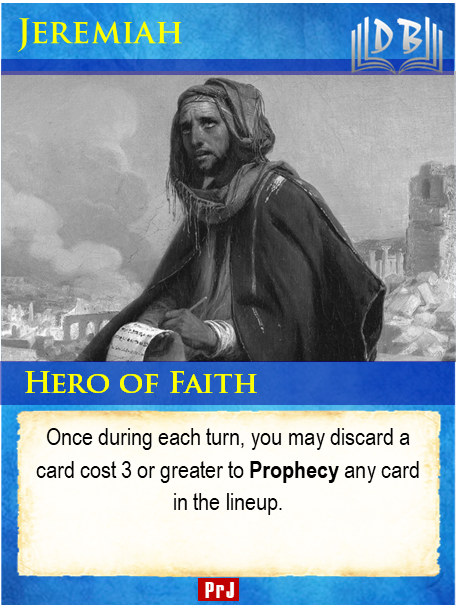 JEREMIAH
DB
HERO OF FAITH
Once during each turn, you may discard a
card cost 3 or greater to Prophecy any card
in the lineup.
PrJ